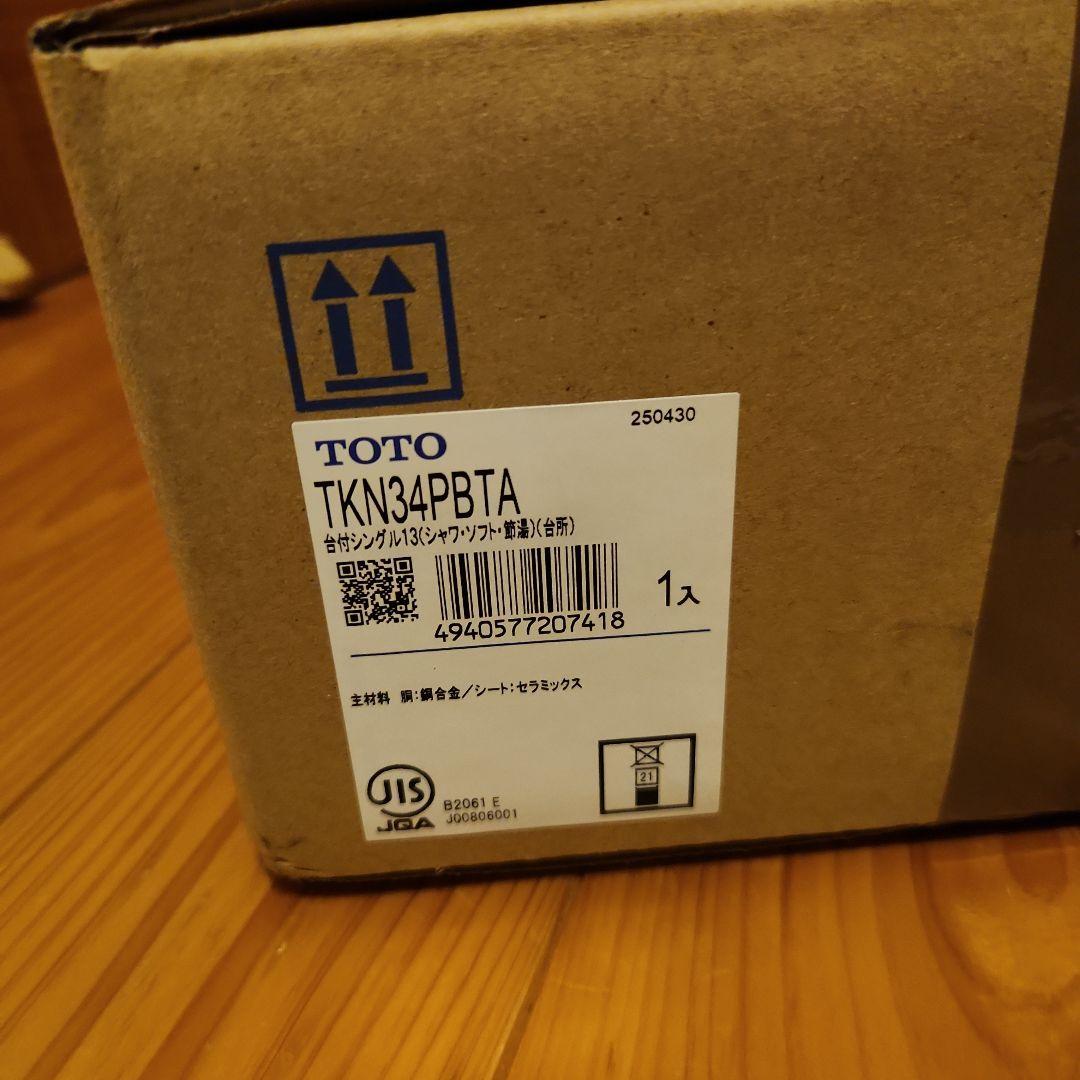 250430
TOTO
TKN34PBTA
台付シングル13(シャワ・ソフト・節湯)(台所)
1入
4940577207418
主材料 胴:銅合金/シート:セラミックス
JIS
JQA
B2061 E
JQ0806001
21